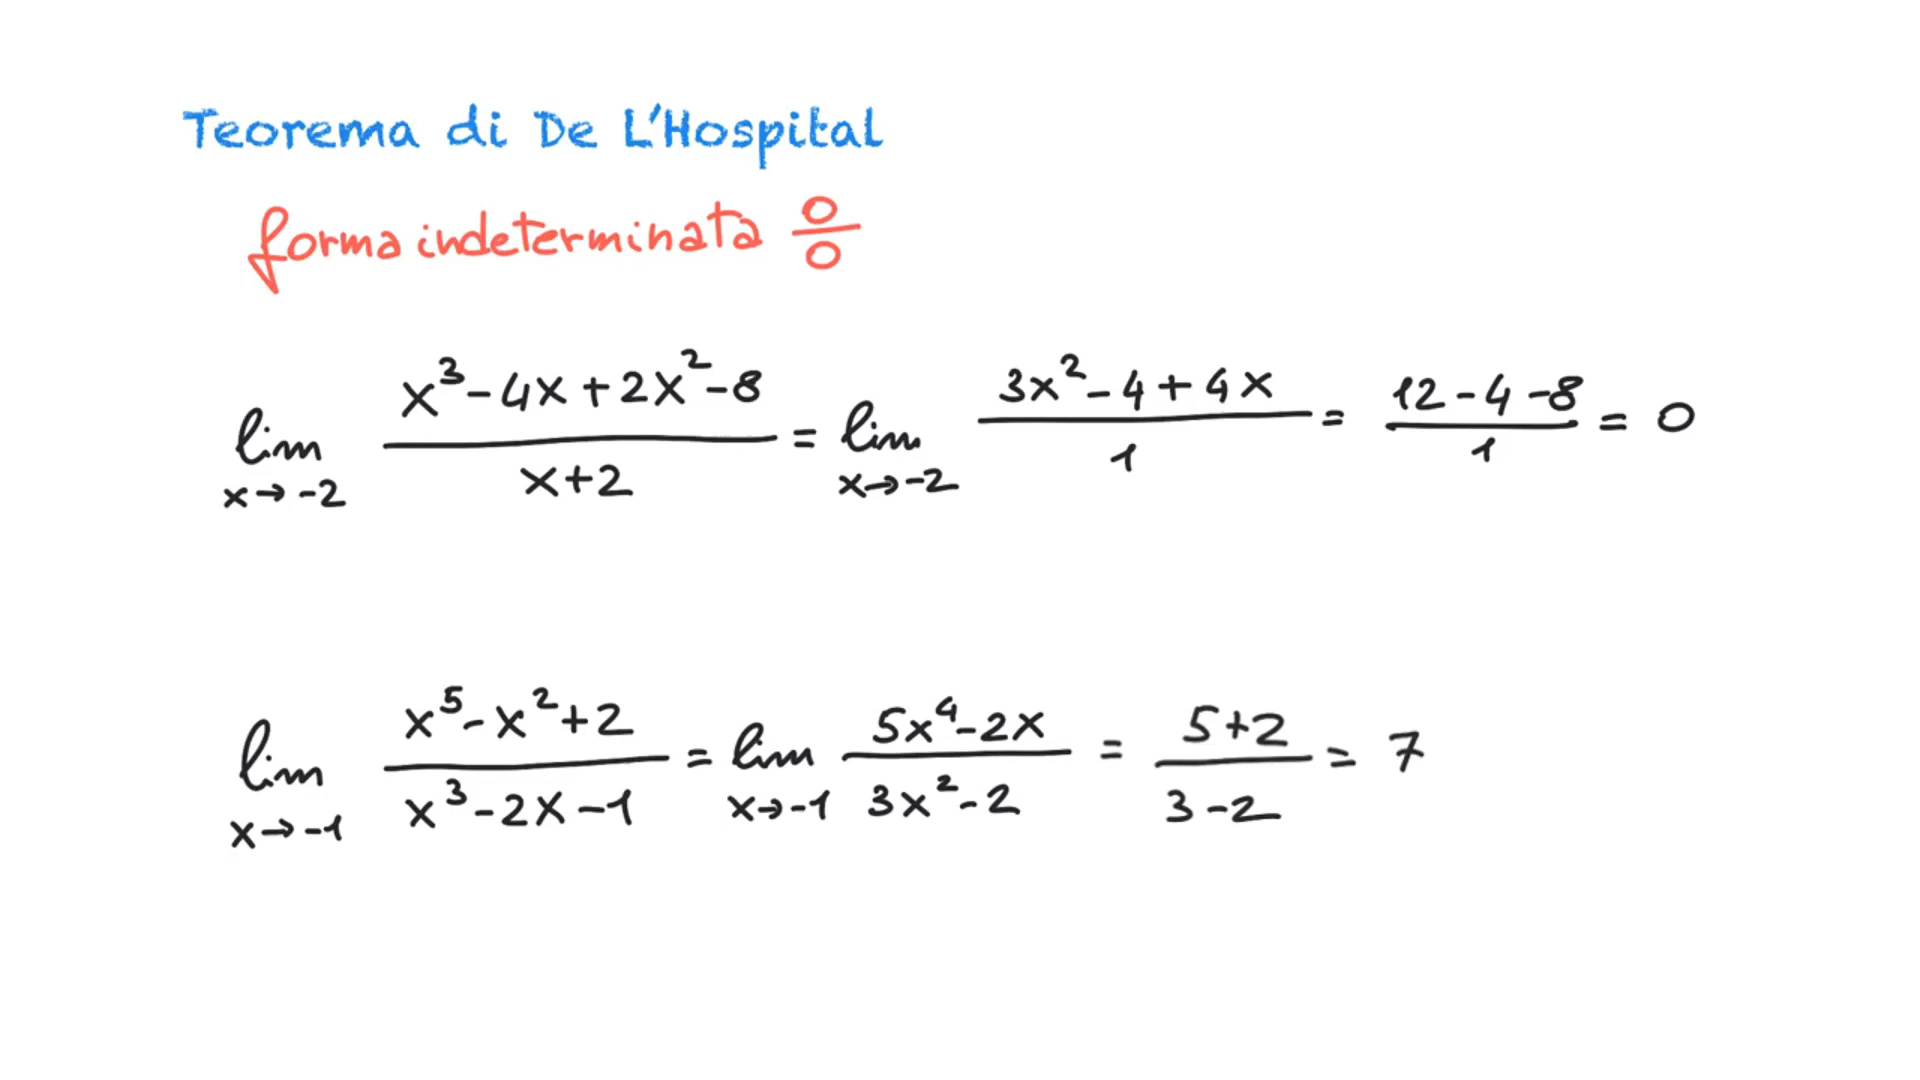 Teorema di De L'Hospital
forma indeterminata 0/0
lim x→-2 (x³-4x+2x²-8)/(x+2) = lim x→-2 (3x²-4+4x)/1 = (12-4-8)/1 = 0
lim x→-1 (x⁵-x²+2)/(x³-2x-1) = lim x→-1 (5x⁴-2x)/(3x²-2) = (5+2)/(3-2) = 7